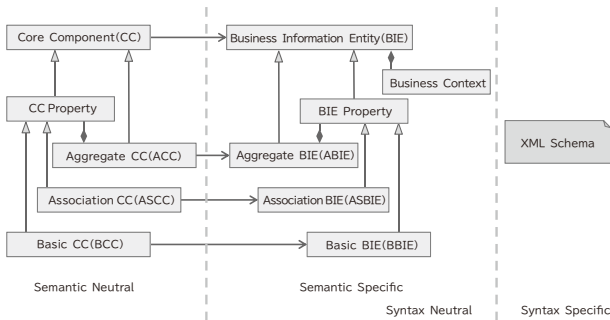 Core Component(CC)
Business Information Entity(BIE)
Business Context
CC Property
BIE Property
XML Schema
Aggregate CC(ACC)
Aggregate BIE(ABIE)
Association CC(ASCC)
Association BIE(ASBIE)
Basic CC(BCC)
Basic BIE(BBIE)
Semantic Neutral
Semantic Specific
Syntax Neutral
Syntax Specific